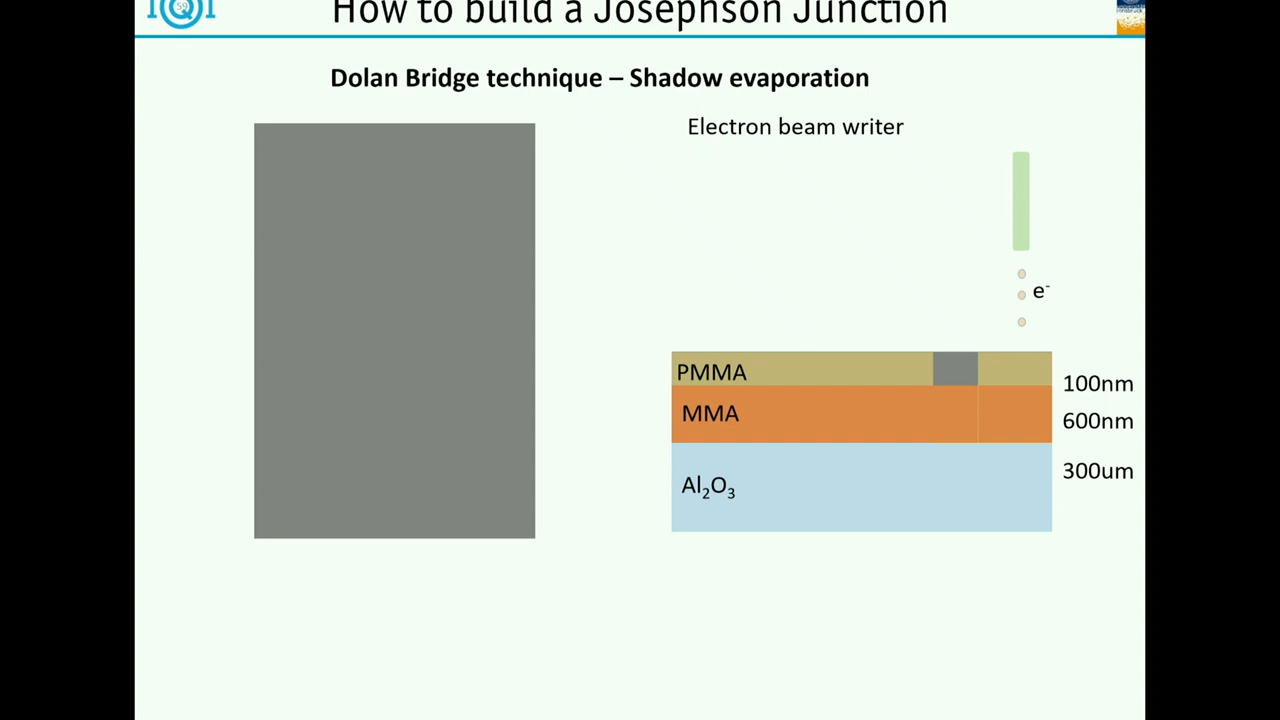 How to build a Josephson Junction
Dolan Bridge technique – Shadow evaporation
Electron beam writer
e⁻
PMMA
100nm
MMA
600nm
300um
Al₂O₃